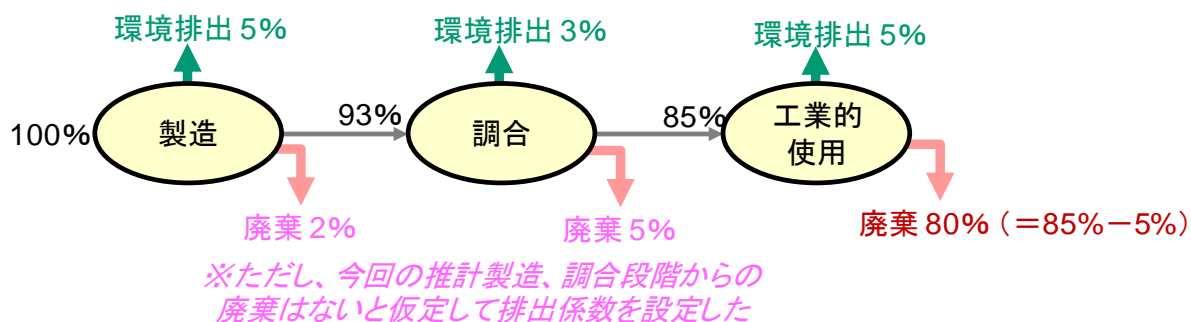 環境排出 5%
環境排出 3%
環境排出 5%
100%
製造
93%
調合
85%
工業的
使用
廃棄 2%
廃棄 5%
廃棄 80%（＝85%－5%）
※ただし、今回の推計製造、調合段階からの
廃棄はないと仮定して排出係数を設定した